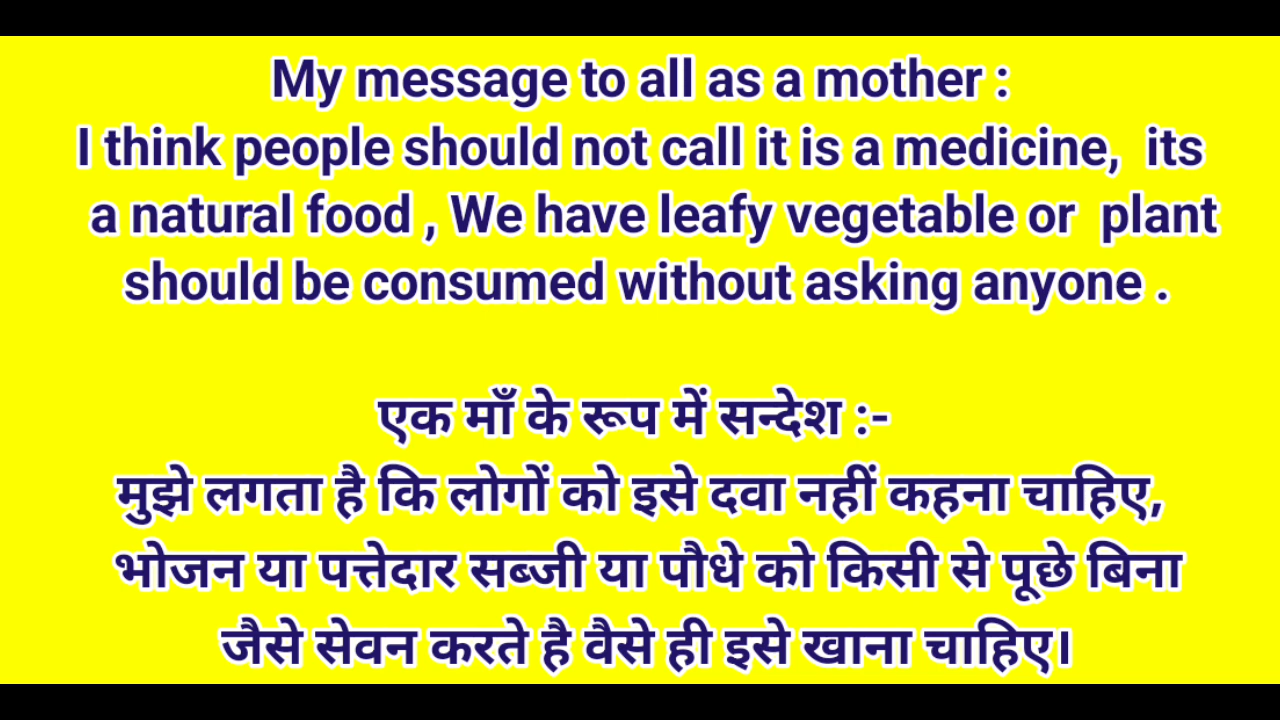 My message to all as a mother :
I think people should not call it is a medicine, its
a natural food , We have leafy vegetable or plant
should be consumed without asking anyone .
एक माँ के रूप में सन्देश :-
मुझे लगता है कि लोगों को इसे दवा नहीं कहना चाहिए,
भोजन या पत्तेदार सब्जी या पौधे को किसी से पूछे बिना
जैसे सेवन करते है वैसे ही इसे खाना चाहिए।